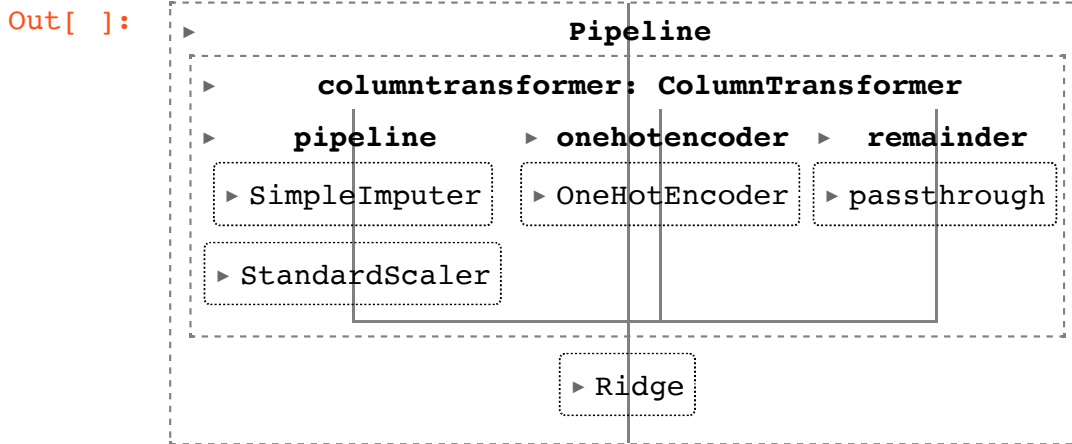 Out[ ]:
Pipeline
columntransformer: ColumnTransformer
pipeline onehotencoder remainder
SimpleImputer OneHotEncoder passthrough
StandardScaler
Ridge